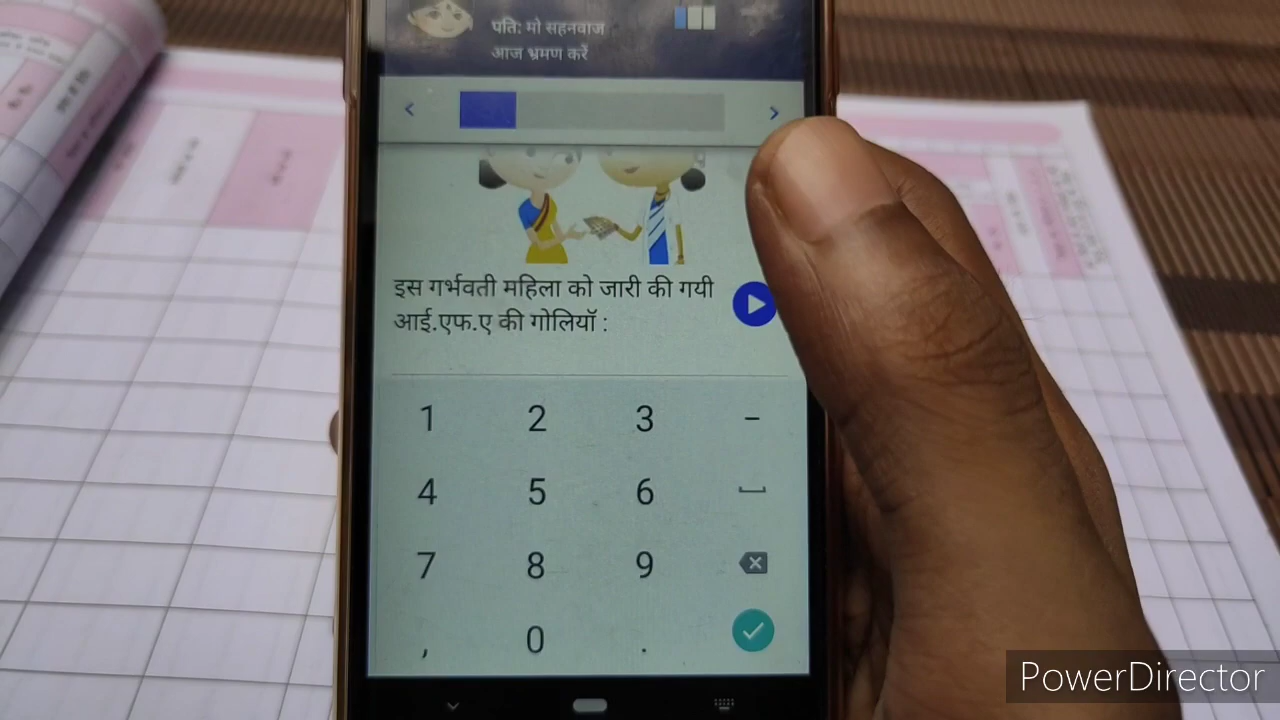 पति: मो सहनवाज
आज भ्रमण करें
इस गर्भवती महिला को जारी की गयी
आई.एफ.ए की गोलियॉ :
1 2 3 -
4 5 6
7 8 9
, 0 .
PowerDirector